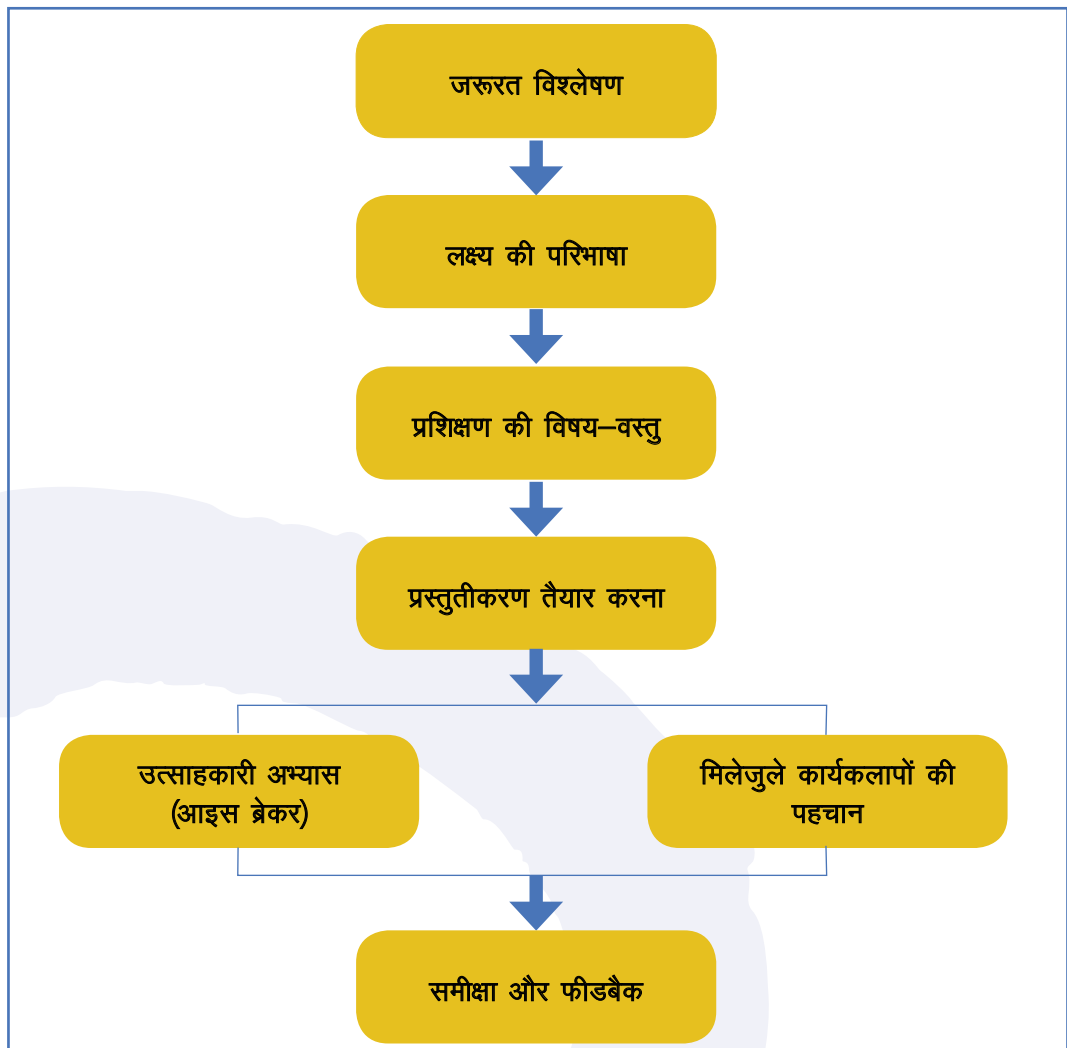 जरूरत विश्लेषण
लक्ष्य की परिभाषा
प्रशिक्षण की विषय–वस्तु
प्रस्तुतीकरण तैयार करना
उत्साहकारी अभ्यास
(आइस ब्रेकर)
मिलेजुले कार्यकलापों की
पहचान
समीक्षा और फीडबैक